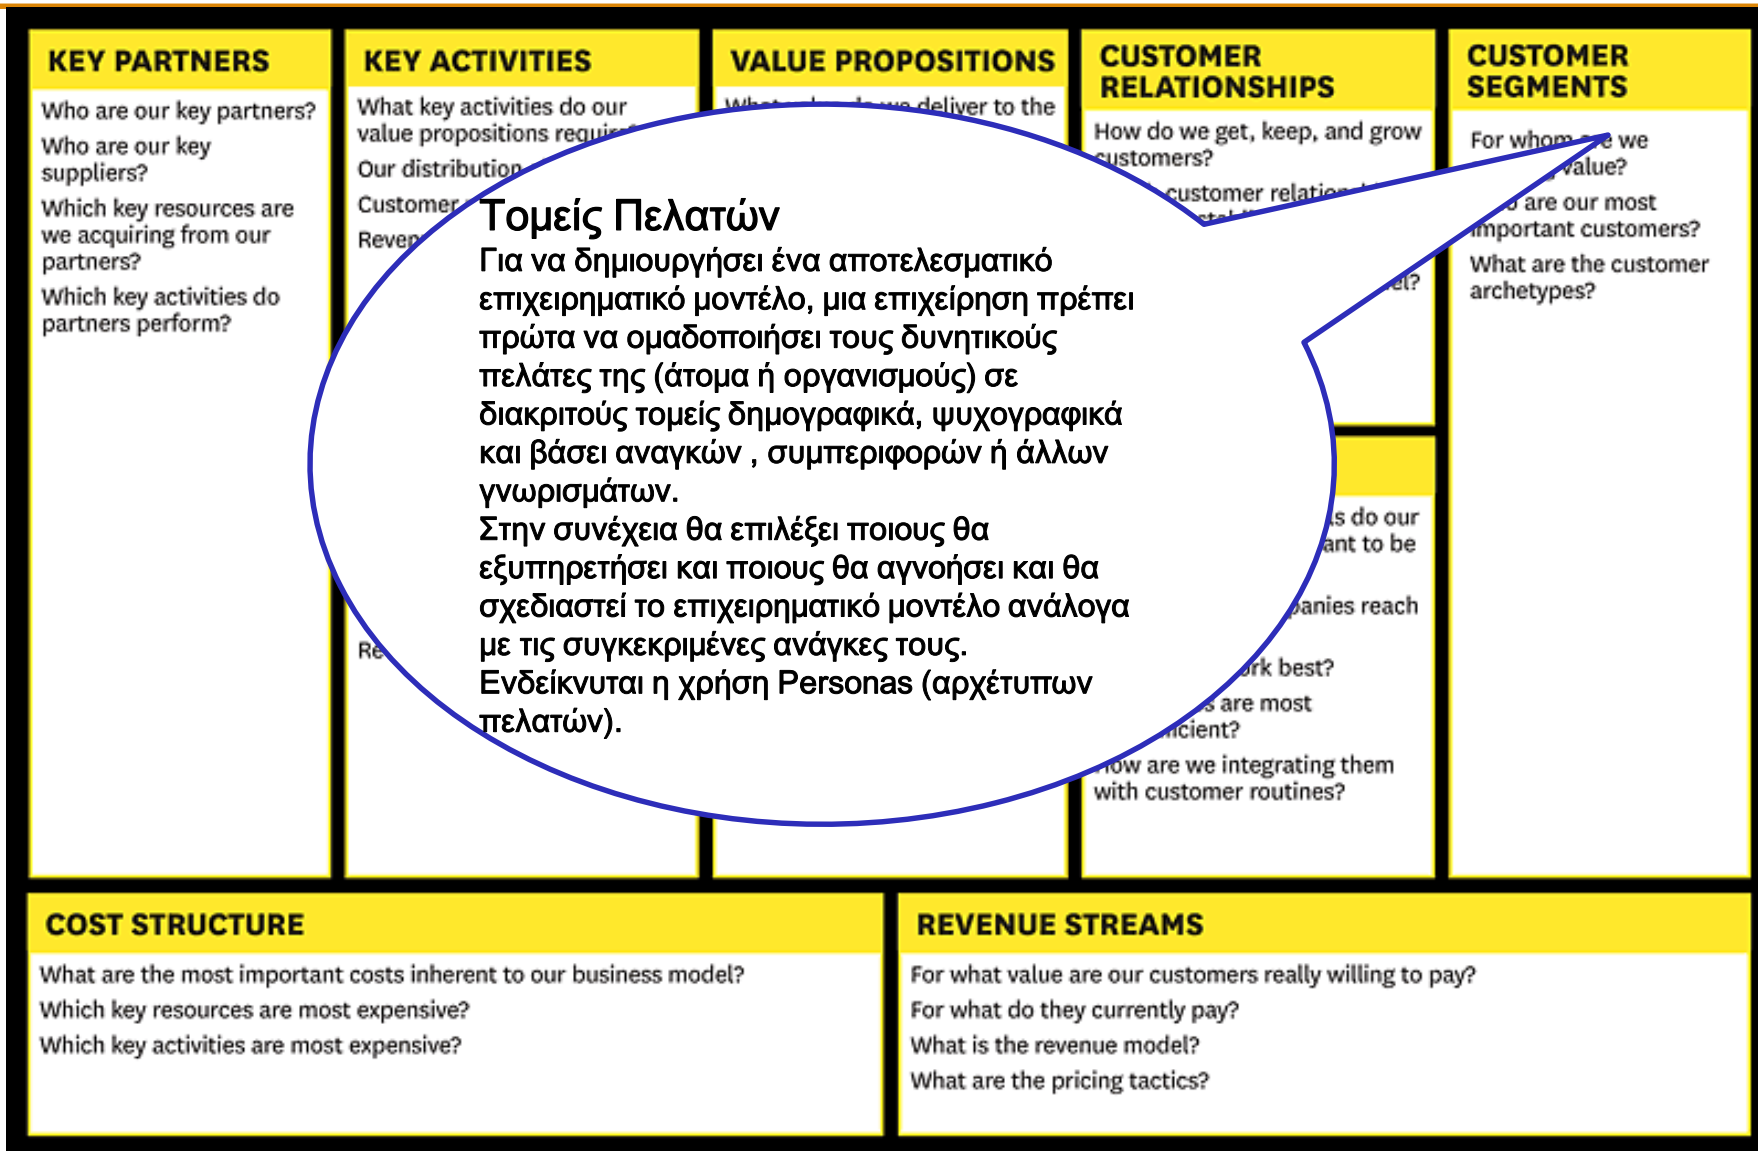 KEY PARTNERS
Who are our key partners?
Who are our key
suppliers?
Which key resources are
we acquiring from our
partners?
Which key activities do
partners perform?
KEY ACTIVITIES
What key activities do our
value propositions
Our distribution
Customer
VALUE PROPOSITIONS
deliver to the
CUSTOMER
RELATIONSHIPS
How do we get, keep, and grow
customers?
customer
CUSTOMER
SEGMENTS
For whom are we
value?
are our most
important customers?
What are the customer
archetypes?
Τομείς Πελατών
Για να δημιουργήσει ένα αποτελεσματικό
επιχειρηματικό μοντέλο, μια επιχείρηση πρέπει
πρώτα να ομαδοποιήσει τους δυνητικούς
πελάτες της (άτομα ή οργανισμούς) σε
διακριτούς τομείς δημογραφικά, ψυχογραφικά
και βάσει αναγκών , συμπεριφορών ή άλλων
γνωρισμάτων.
Στην συνέχεια θα επιλέξει ποιους θα
εξυπηρετήσει και ποιους θα αγνοήσει και θα
σχεδιαστεί το επιχειρηματικό μοντέλο ανάλογα
με τις συγκεκριμένες ανάγκες τους.
Ενδείκνυται η χρήση Personas (αρχέτυπων
πελατών).
do our
to be
reach
best?
are most
How are we integrating them
with customer routines?
COST STRUCTURE
What are the most important costs inherent to our business model?
Which key resources are most expensive?
Which key activities are most expensive?
REVENUE STREAMS
For what value are our customers really willing to pay?
For what do they currently pay?
What is the revenue model?
What are the pricing tactics?